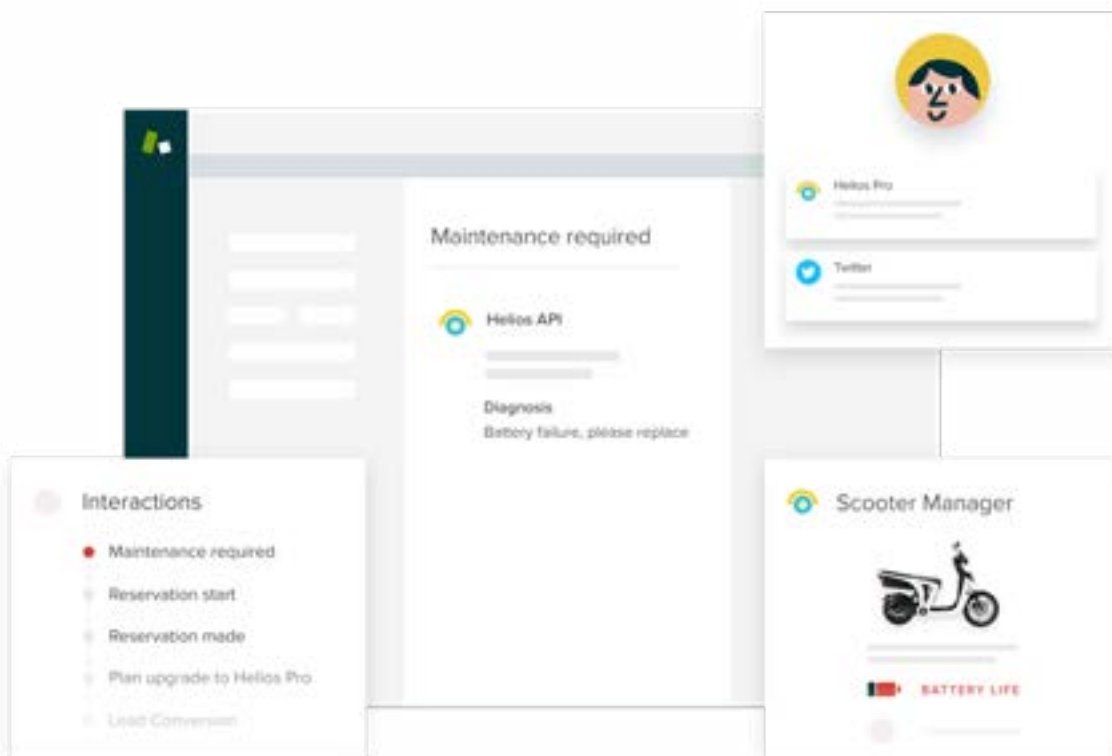 Helios Pro
Twitter
Maintenance required
Helios API
Diagnosis
Battery failure, please replace
Interactions
Maintenance required
Reservation start
Reservation made
Plan upgrade to Helios Pro
Lead Conversion
Scooter Manager
BATTERY LIFE